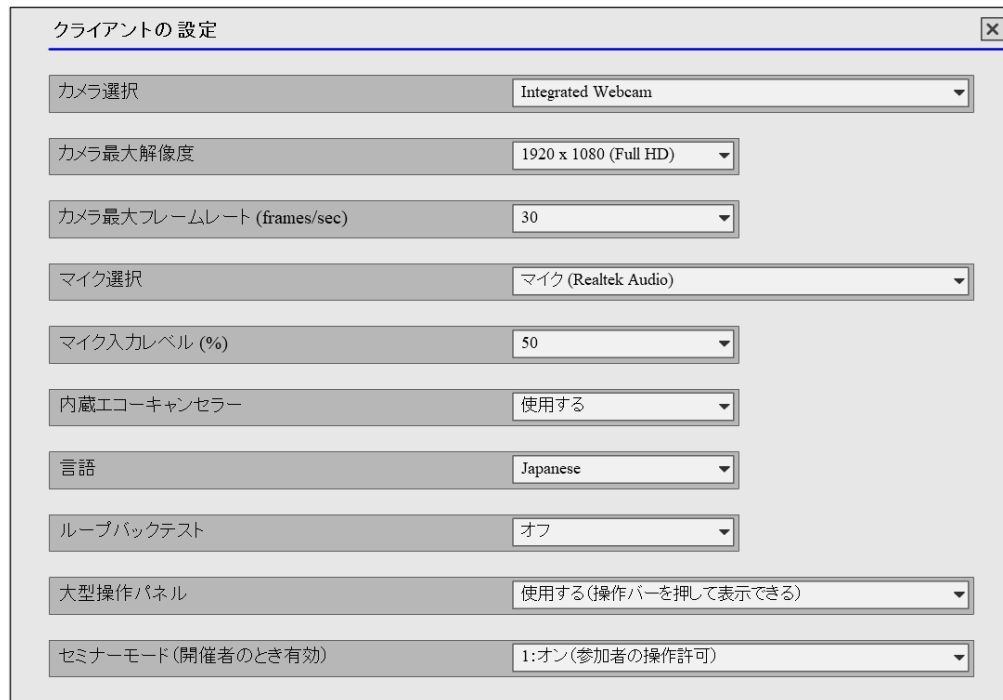 クライアントの 設定
カメラ選択 Integrated Webcam
カメラ最大解像度 1920 x 1080 (Full HD)
カメラ最大フレームレート (frames/sec) 30
マイク選択 マイク (Realtek Audio)
マイク入力レベル (%) 50
内蔵エコーキャンセラー 使用する
言語 Japanese
ループバックテスト オフ
大型操作パネル 使用する(操作バーを押して表示できる)
セミナーモード(開催者のとき有効) 1:オン(参加者の操作許可)